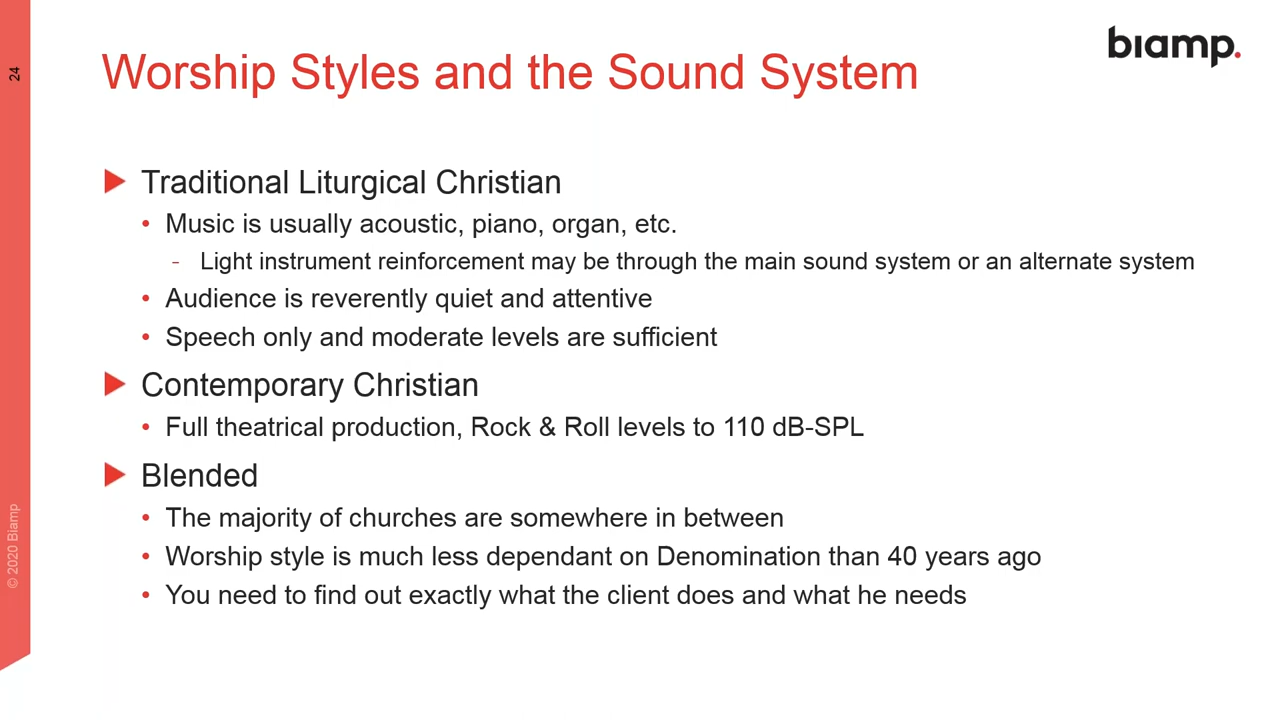 24
biamp.
Worship Styles and the Sound System
Traditional Liturgical Christian
• Music is usually acoustic, piano, organ, etc.
- Light instrument reinforcement may be through the main sound system or an alternate system
• Audience is reverently quiet and attentive
• Speech only and moderate levels are sufficient
Contemporary Christian
• Full theatrical production, Rock & Roll levels to 110 dB-SPL
Blended
• The majority of churches are somewhere in between
• Worship style is much less dependant on Denomination than 40 years ago
• You need to find out exactly what the client does and what he needs
© 2020 Biamp